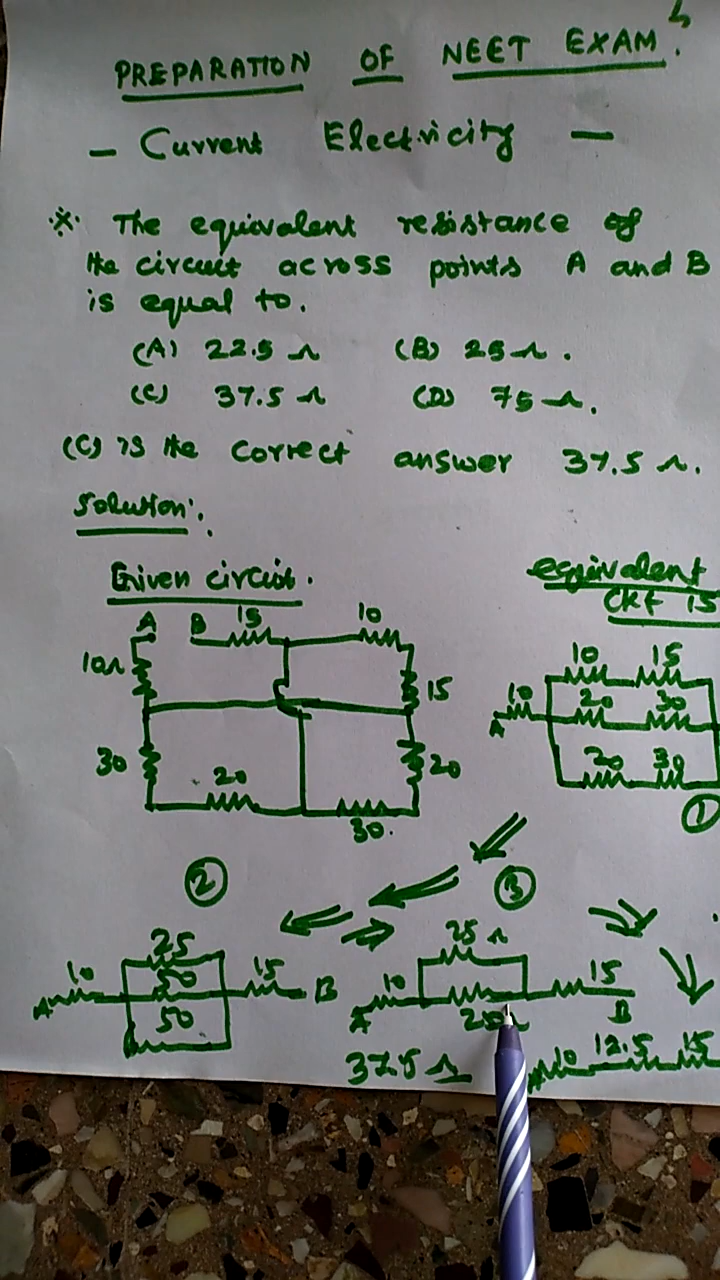 PREPARATION OF NEET EXAM
- Current Electricity -
※ The equivalent resistance of
the circuit across points A and B
is equal to.
(A) 22.5 Ω (B) 25 Ω.
(C) 37.5 Ω (D) 75 Ω.
(C) is the correct answer 37.5 Ω.
Solution:
Given circuit. equivalent
ckt is
A B 15 10
10Ω 15
30 20 20
30.
10 15
A 10 20 30
20 30
①
② ③
10 25 15
A 50 B
50
25 Ω
10 15
A B
37.5 Ω
A 10 12.5 15